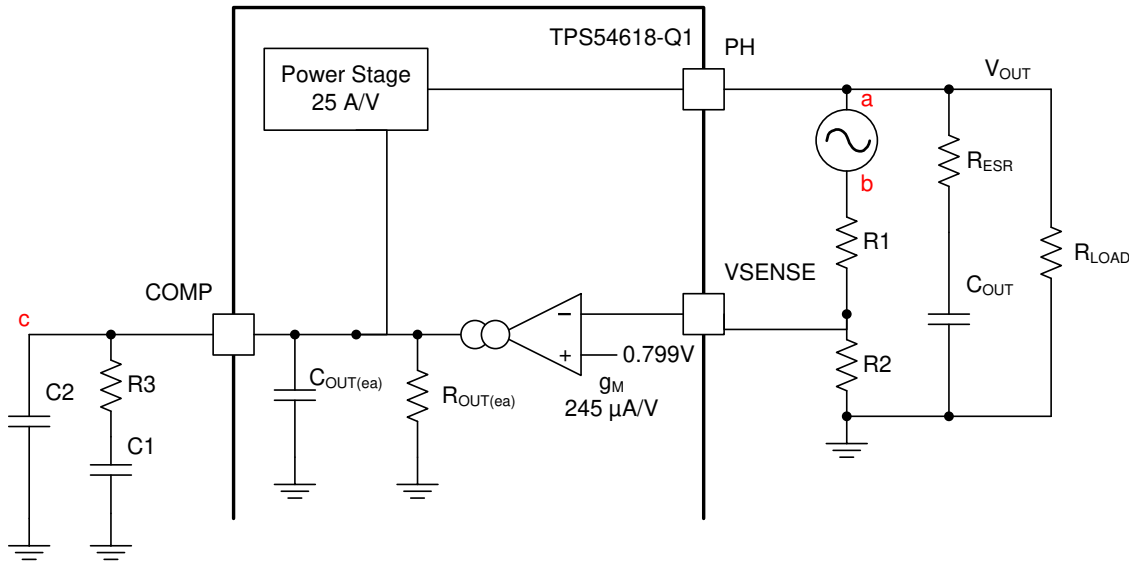 TPS54618-Q1
PH
Power Stage
25 A/V
VOUT
a
b
RESR
R1
RLOAD
VSENSE
COUT
COMP
c
0.799V
R3
C2
COUT(ea)
ROUT(ea)
gM
245 µA/V
R2
C1